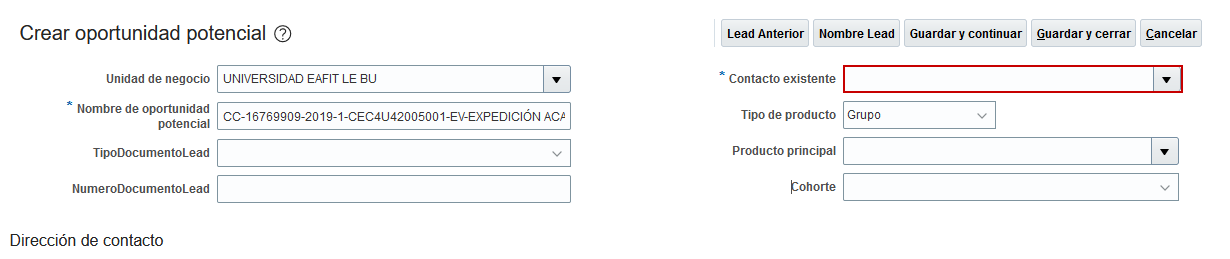 Crear oportunidad potencial ?
Lead Anterior
Nombre Lead
Guardar y continuar
Guardar y cerrar
Cancelar
Unidad de negocio
UNIVERSIDAD EAFIT LE BU
* Nombre de oportunidad
potencial
CC-16769909-2019-1-CEC4U42005001-EV-EXPEDICIÓN ACA
TipoDocumentoLead
NumeroDocumentoLead
* Contacto existente
Tipo de producto
Grupo
Producto principal
Cohorte
Dirección de contacto